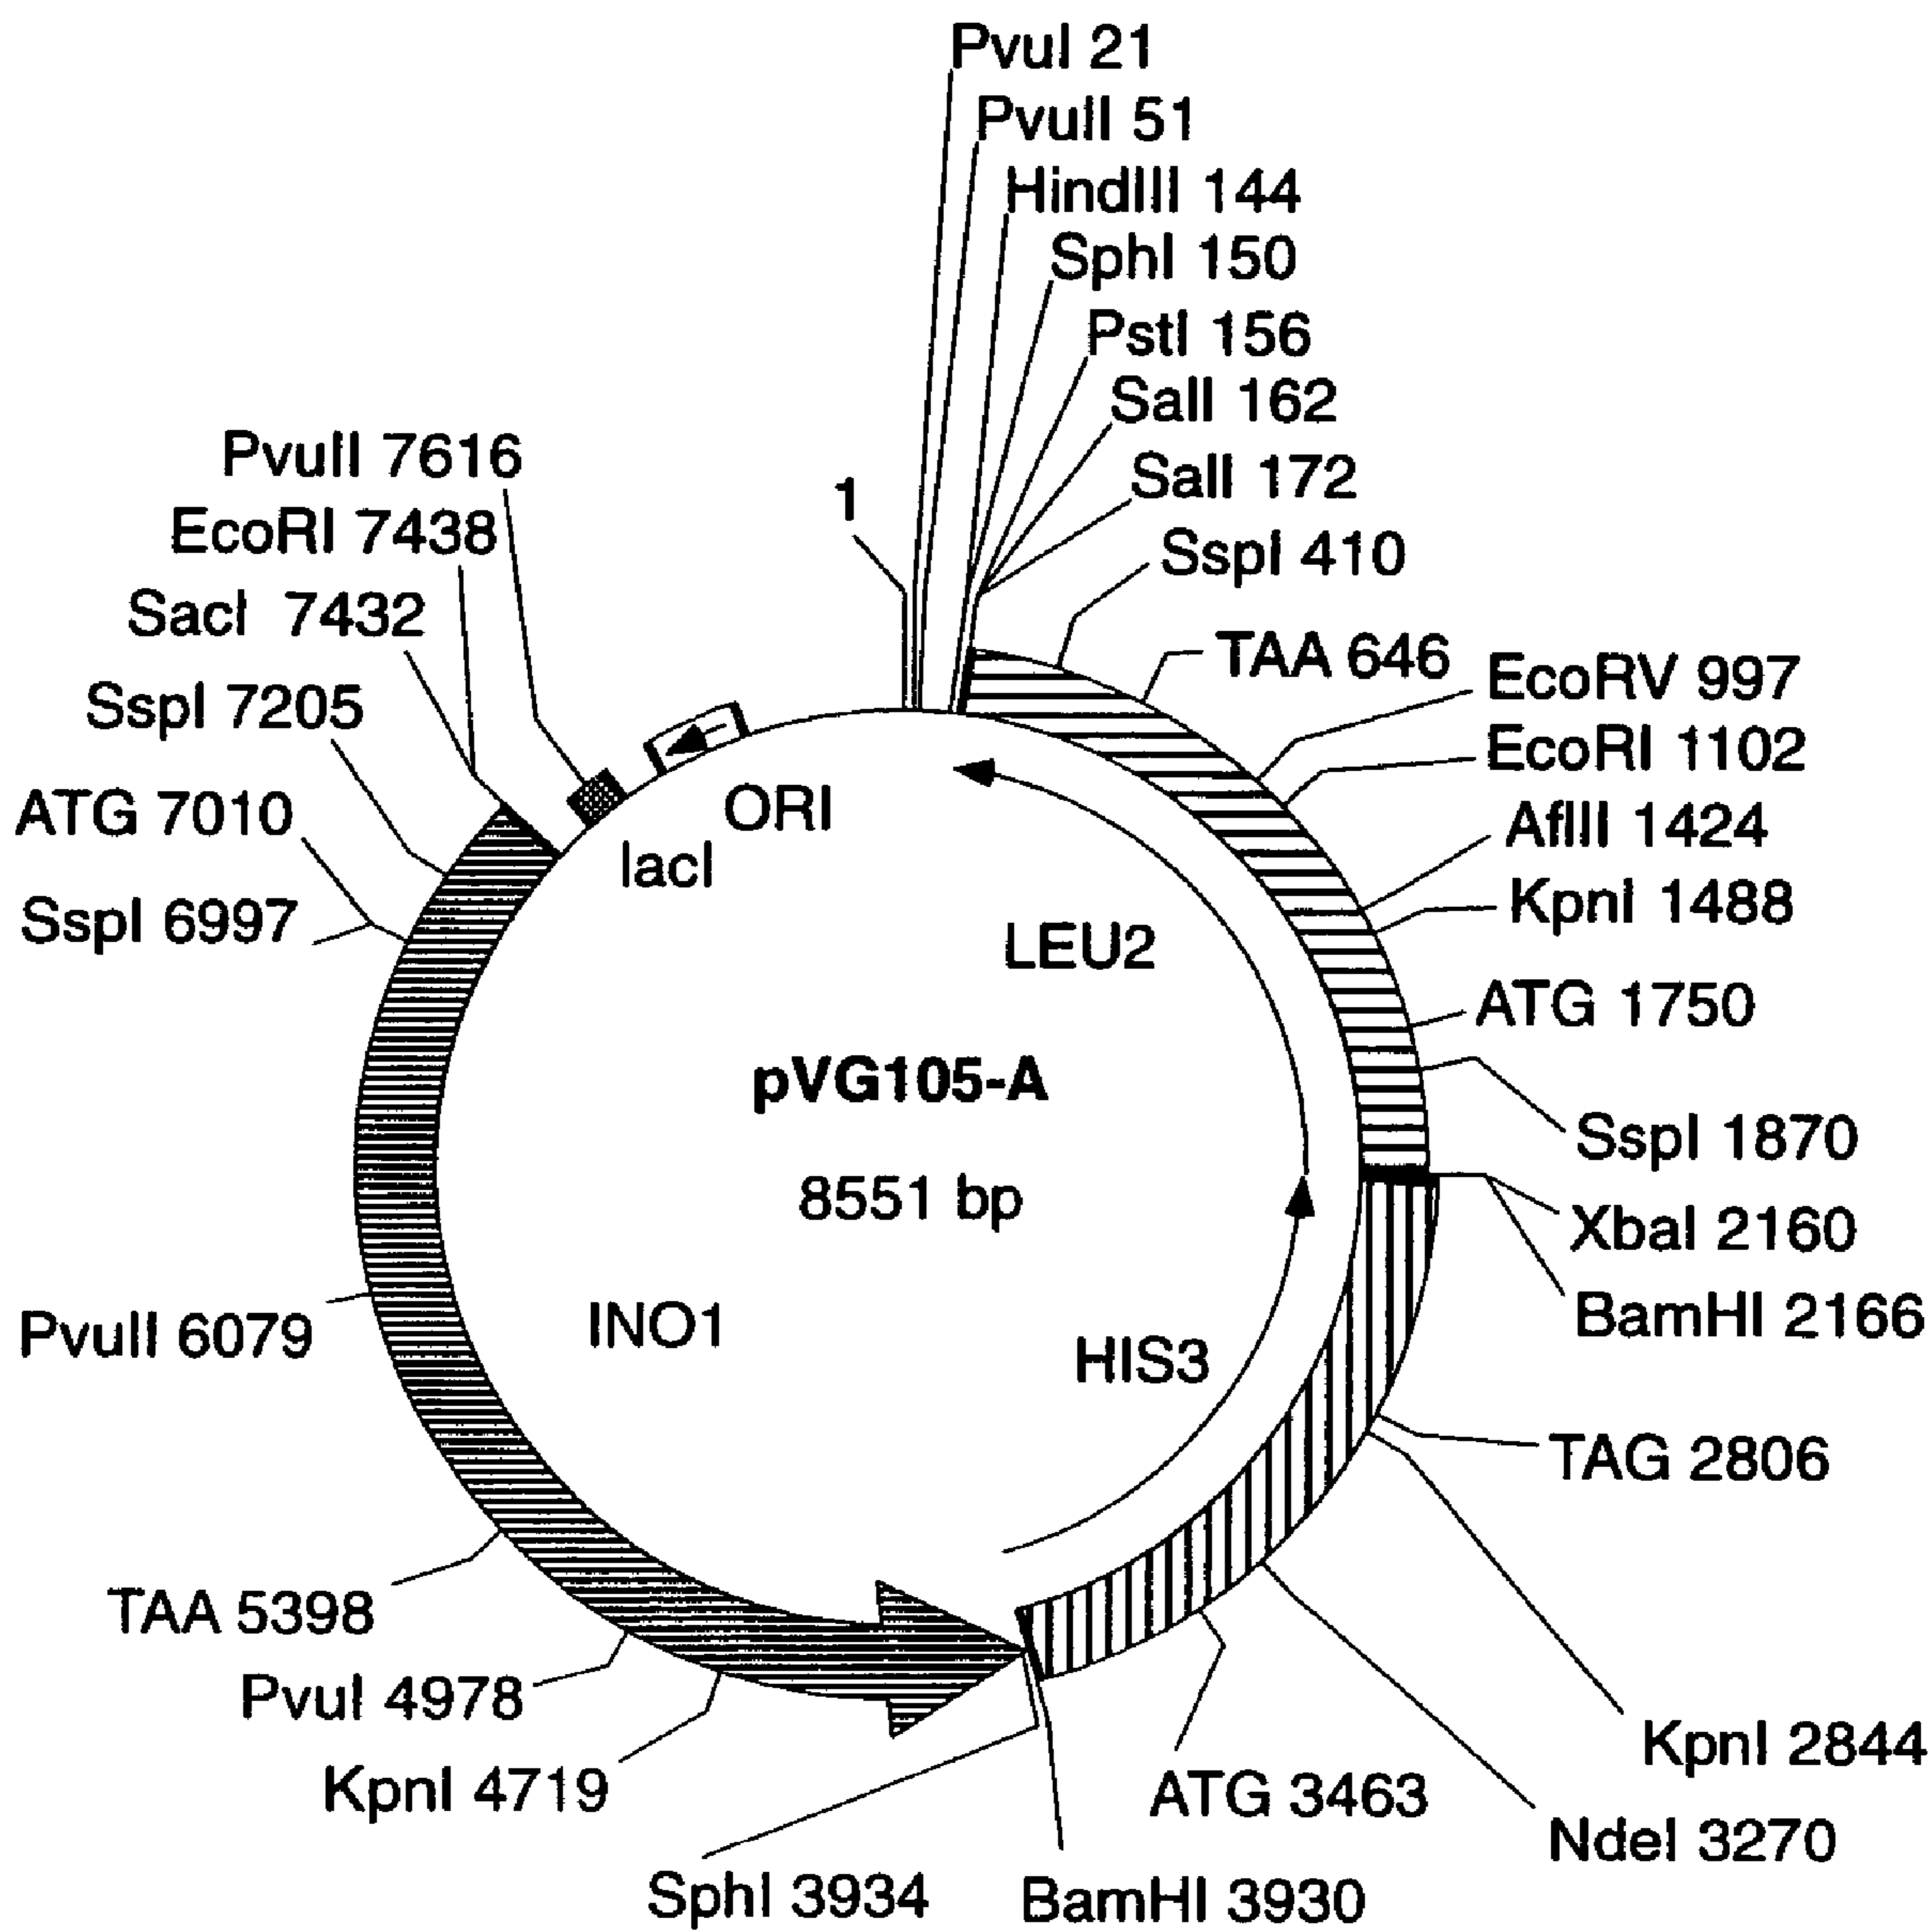 PvuI 21
PvuII 51
HindIII 144
SphI 150
PstI 156
SalI 162
SalI 172
SspI 410
TAA 646
EcoRV 997
EcoRI 1102
AflII 1424
KpnI 1488
ATG 1750
SspI 1870
XbaI 2160
BamHI 2166
TAG 2806
KpnI 2844
NdeI 3270
ATG 3463
BamHI 3930
SphI 3934
KpnI 4719
PvuI 4978
TAA 5398
PvuII 6079
SspI 6997
ATG 7010
SspI 7205
SacI 7432
EcoRI 7438
PvuII 7616
1
ORI
lacI
LEU2
pVG105-A
8551 bp
INO1
HIS3